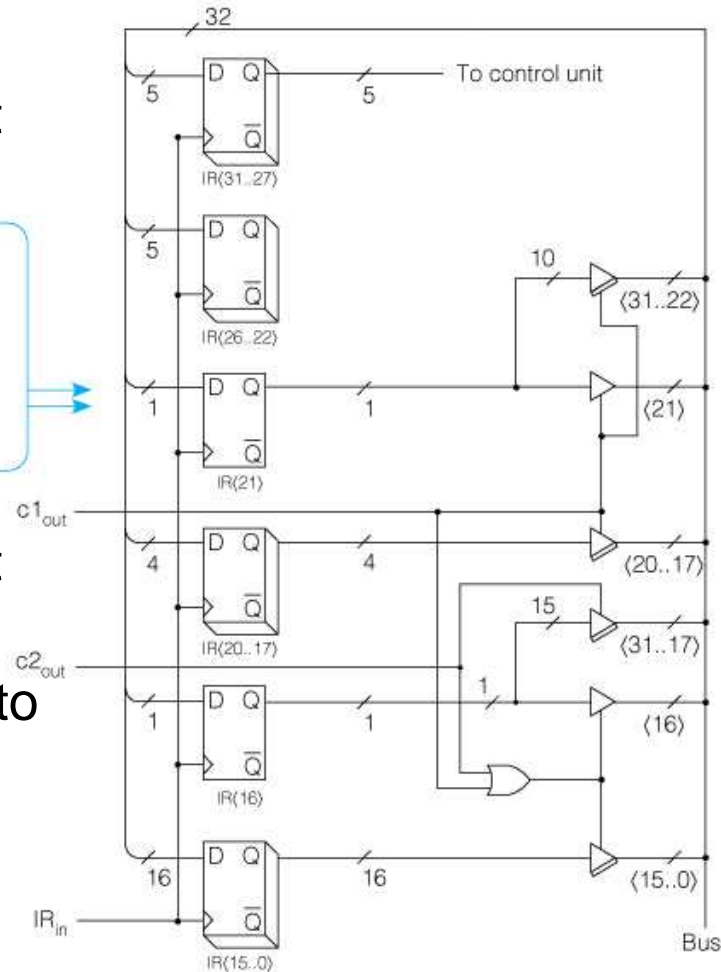 32
D Q
5
5
To control unit
Q
IR⟨31..27⟩
D Q
5
Q
IR⟨26..22⟩
10
⟨31..22⟩
D Q
1
1
⟨21⟩
Q
IR⟨21⟩
c1out
t
t
D Q
4
4
⟨20..17⟩
Q
IR⟨20..17⟩
15
⟨31..17⟩
c2out
to
D Q
1
1
1
⟨16⟩
Q
IR⟨16⟩
D Q
16
16
⟨15..0⟩
IRin
Q
IR⟨15..0⟩
Bus